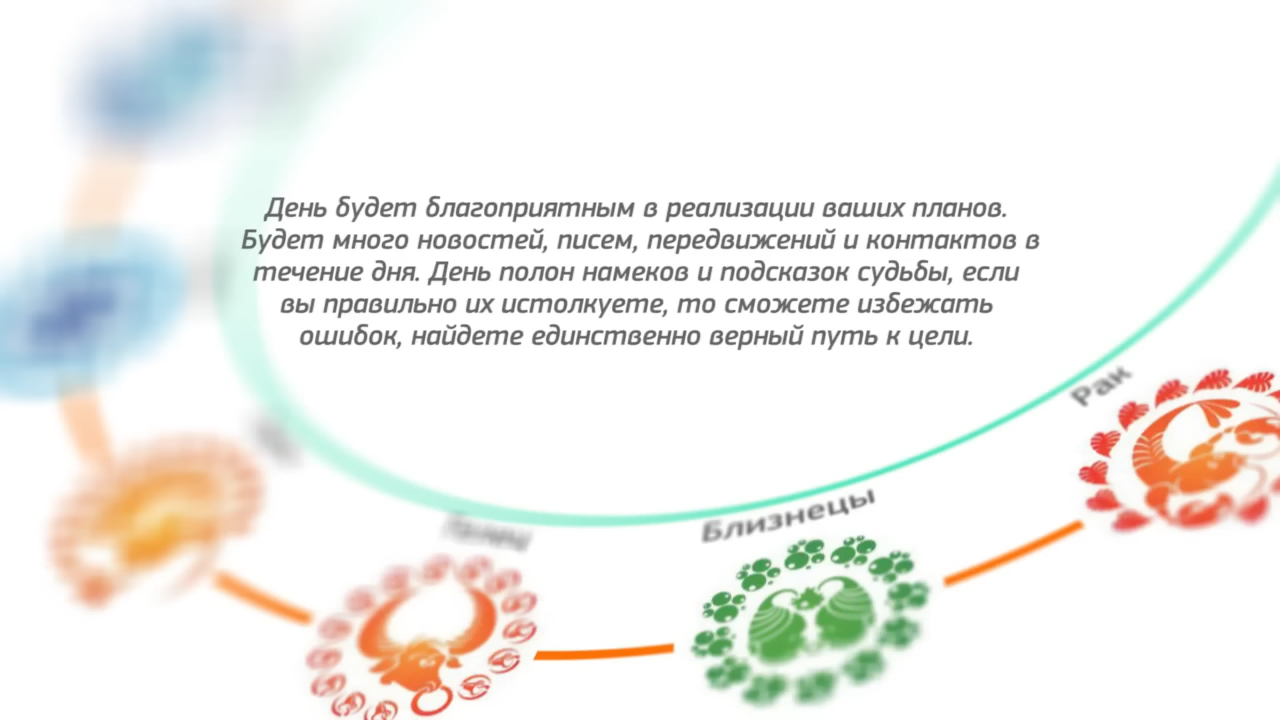 День будет благоприятным в реализации ваших планов.
Будет много новостей, писем, передвижений и контактов в
течение дня. День полон намеков и подсказок судьбы, если
вы правильно их истолкуете, то сможете избежать
ошибок, найдете единственно верный путь к цели.
Рак
Близнецы
Телец